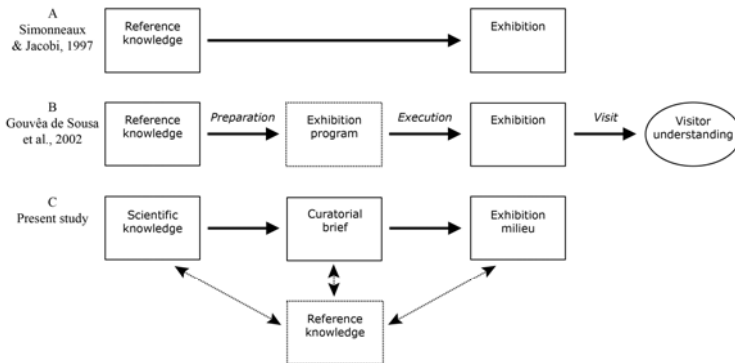 A
Simonneaux
& Jacobi, 1997
Reference
knowledge
Exhibition
B
Gouvêa de Sousa
et al., 2002
Reference
knowledge
Preparation
Exhibition
program
Execution
Exhibition
Visit
Visitor
understanding
C
Present study
Scientific
knowledge
Curatorial
brief
Exhibition
milieu
Reference
knowledge